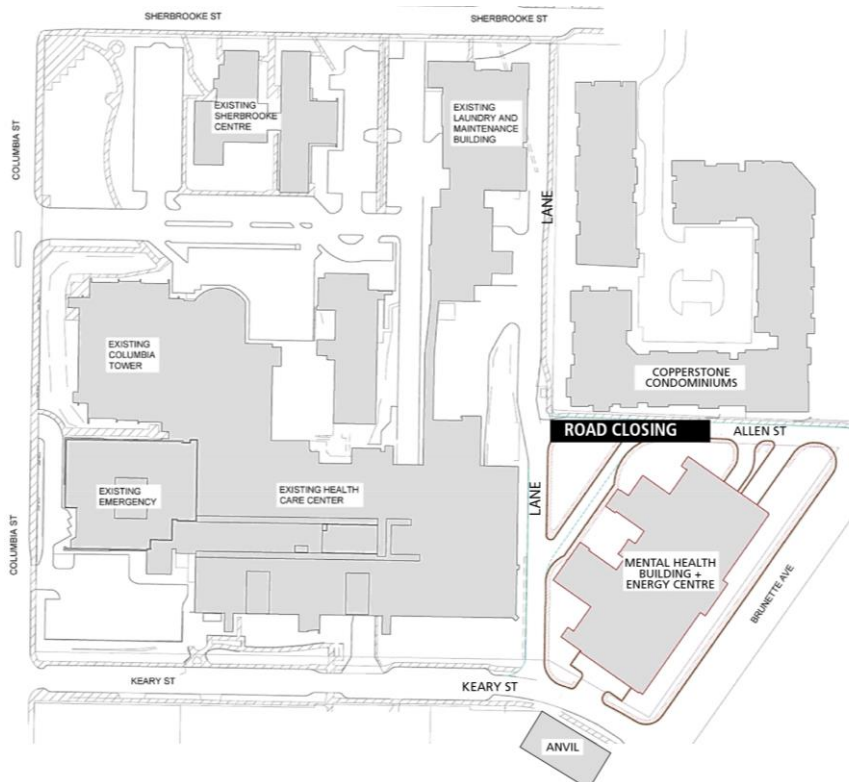 SHERBROOKE ST
SHERBROOKE ST
COLUMBIA ST
EXISTING
SHERBROOKE
CENTRE
EXISTING
LAUNDRY AND
MAINTENANCE
BUILDING
LANE
EXISTING
COLUMBIA
TOWER
COPPERSTONE
CONDOMINIUMS
ROAD CLOSING
ALLEN ST
EXISTING
EMERGENCY
EXISTING HEALTH
CARE CENTER
LANE
COLUMBIA ST
MENTAL HEALTH
BUILDING +
ENERGY CENTRE
BRUNETTE AVE
KEARY ST
KEARY ST
ANVIL